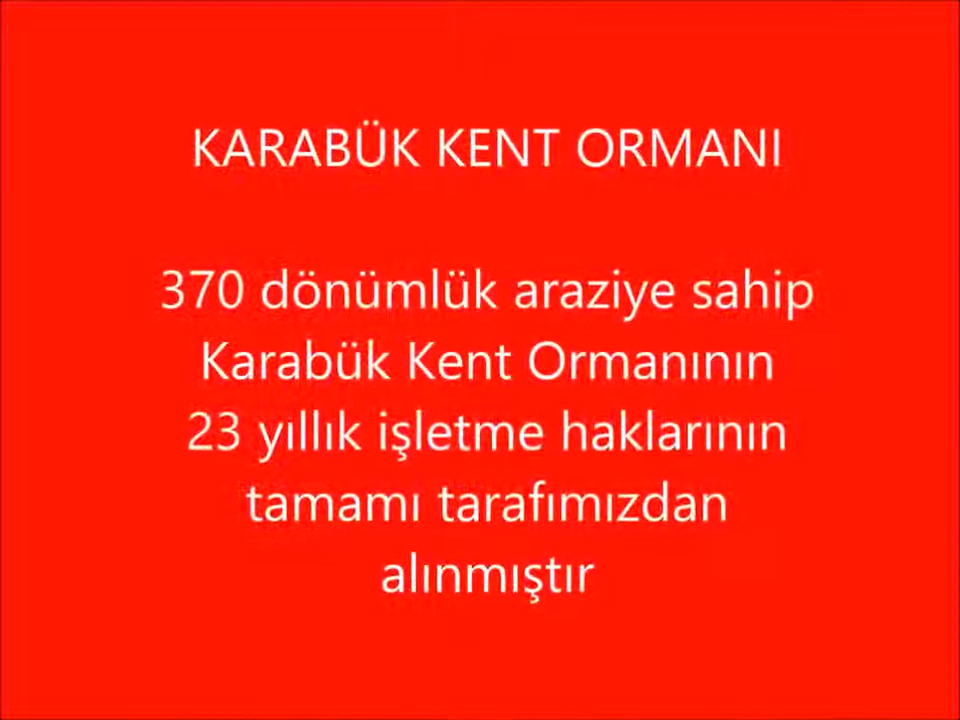 KARABÜK KENT ORMANI
370 dönümlük araziye sahip
Karabük Kent Ormanının
23 yıllık işletme haklarının
tamamı tarafımızdan
alınmıştır